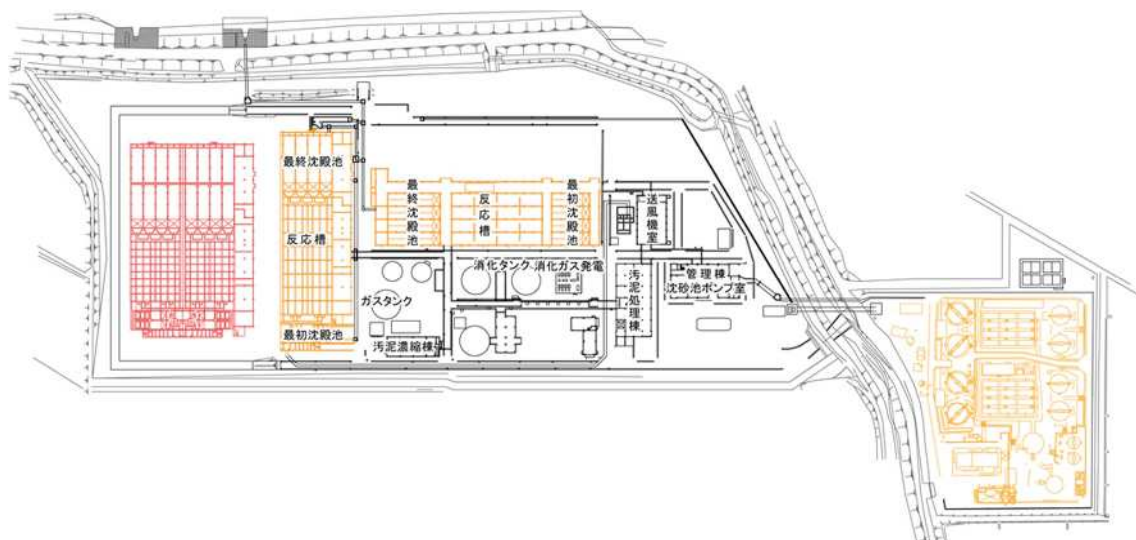 最終沈殿池
反応槽
最初沈殿池
最終沈殿池
反応槽
最初沈殿池
送風機室
管理棟
沈砂池ポンプ室
消化タンク
消化ガス発電
汚泥処理棟
ガスタンク
汚泥濃縮棟